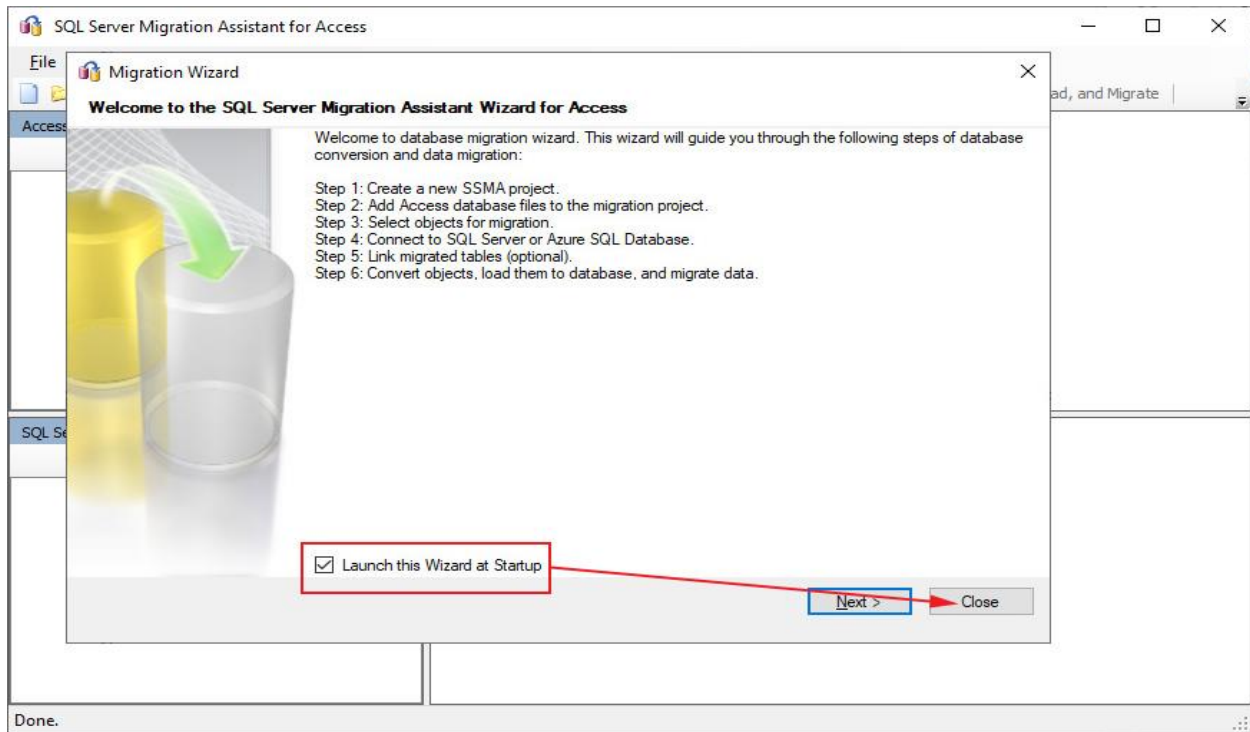 SQL Server Migration Assistant for Access
File
Migration Wizard
Welcome to the SQL Server Migration Assistant Wizard for Access
ad, and Migrate
Access
Welcome to database migration wizard. This wizard will guide you through the following steps of database
conversion and data migration:
Step 1: Create a new SSMA project.
Step 2: Add Access database files to the migration project.
Step 3: Select objects for migration.
Step 4: Connect to SQL Server or Azure SQL Database.
Step 5: Link migrated tables (optional).
Step 6: Convert objects, load them to database, and migrate data.
SQL Se
Launch this Wizard at Startup
Next >
Close
Done.